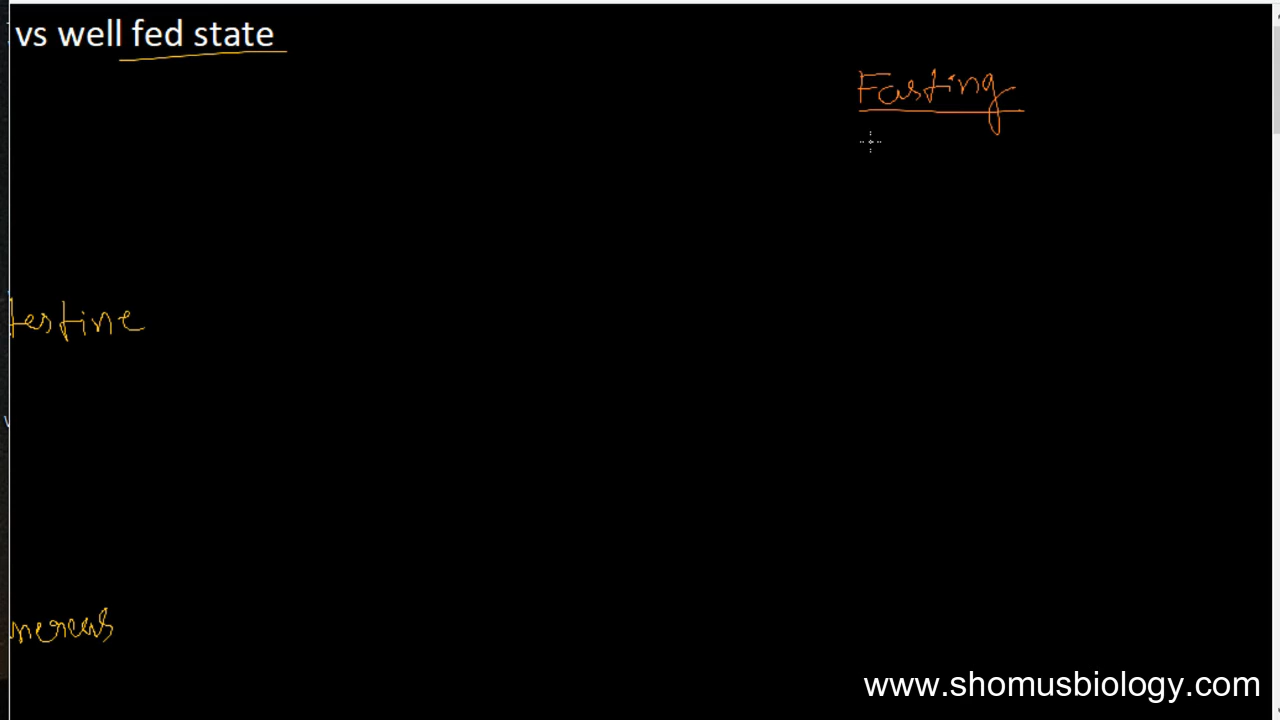 vs well fed state
Fasting
testine
ncreas
www.shomusbiology.com